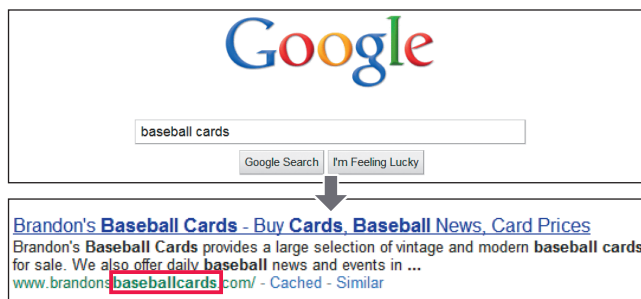 Google
baseball cards
Google Search I'm Feeling Lucky
Brandon's Baseball Cards - Buy Cards, Baseball News, Card Prices
Brandon's Baseball Cards provides a large selection of vintage and modern baseball cards
for sale. We also offer daily baseball news and events in ...
www.brandonsbaseballcards.com/ - Cached - Similar